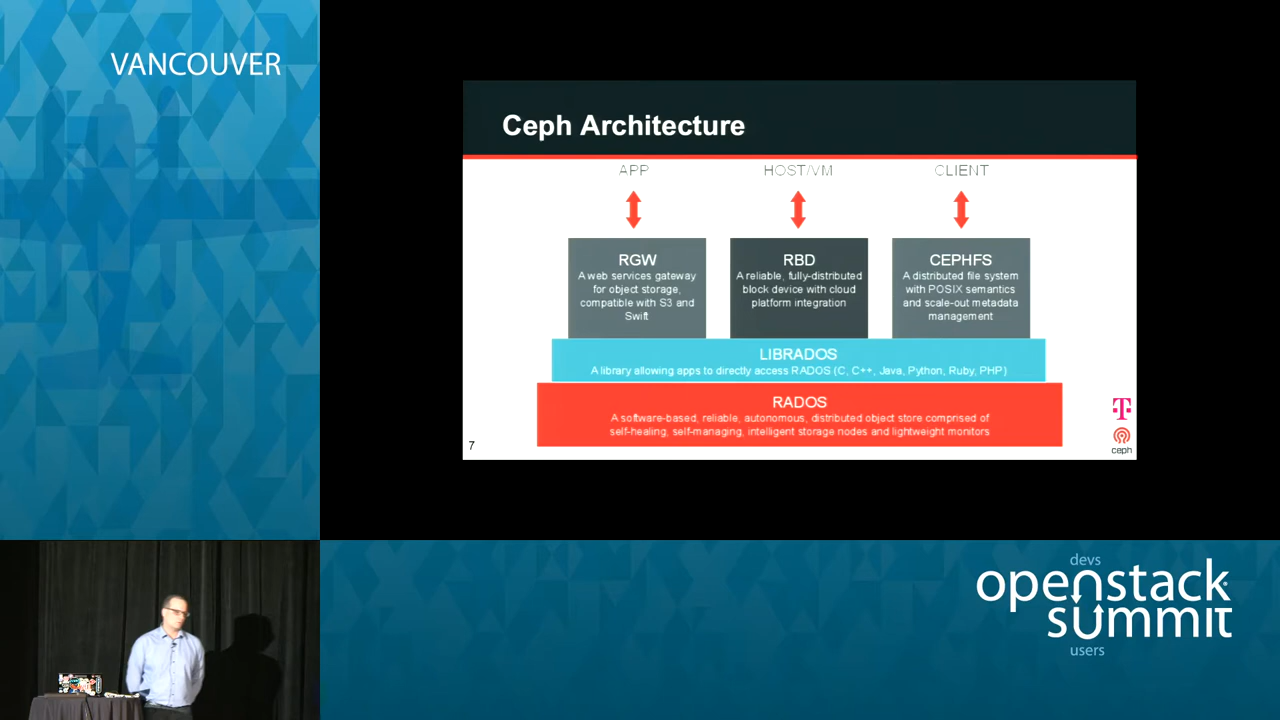 VANCOUVER
Ceph Architecture
APP
HOST/VM
CLIENT
RGW
A web services gateway
for object storage,
compatible with S3 and
Swift
RBD
A reliable, fully-distributed
block device with cloud
platform integration
CEPHFS
A distributed file system
with POSIX semantics
and scale-out metadata
management
LIBRADOS
A library allowing apps to directly access RADOS (C, C++, Java, Python, Ruby, PHP)
RADOS
A software-based, reliable, autonomous, distributed object store comprised of
self-healing, self-managing, intelligent storage nodes and lightweight monitors
7
T
ceph
devs
openstack
summit
users